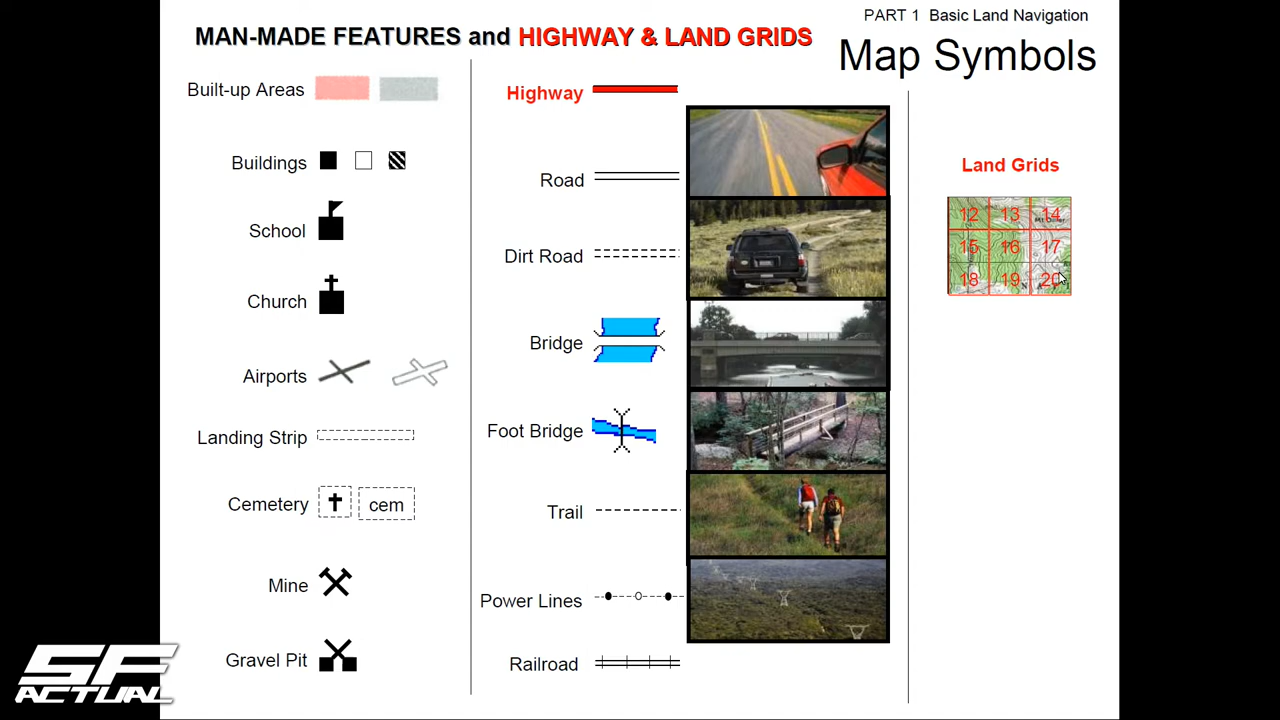 PART 1 Basic Land Navigation
Map Symbols
MAN-MADE FEATURES and HIGHWAY & LAND GRIDS
Built-up Areas
Buildings
School
Church
Airports
Landing Strip
Cemetery
cem
Mine
Gravel Pit
Highway
Road
Dirt Road
Bridge
Foot Bridge
Trail
Power Lines
Railroad
Land Grids
12 13 14
15 16 17
18 19 20
SF
ACTUAL